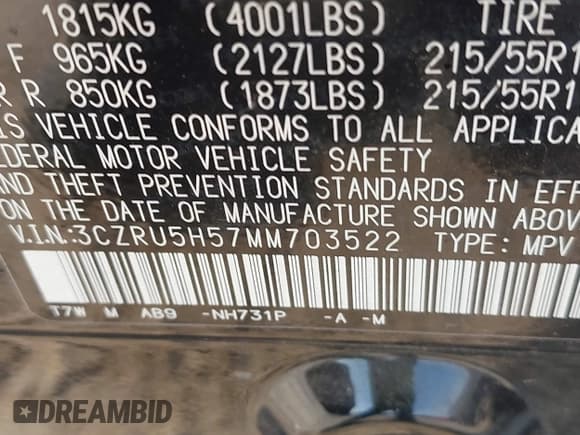 1815KG (4001LBS) TIRE
F 965KG (2127LBS) 215/55R1
R R 850KG (1873LBS) 215/55R1
IS VEHICLE CONFORMS TO ALL APPLICA
EDERAL MOTOR VEHICLE SAFETY
AND THEFT PREVENTION STANDARDS IN EFF
ON THE DATE OF MANUFACTURE SHOWN ABOV
V.I.N.:3CZRU5H57MM703522 TYPE: MPV
T7W M AB9 -NH731P -A -M
DREAMBID